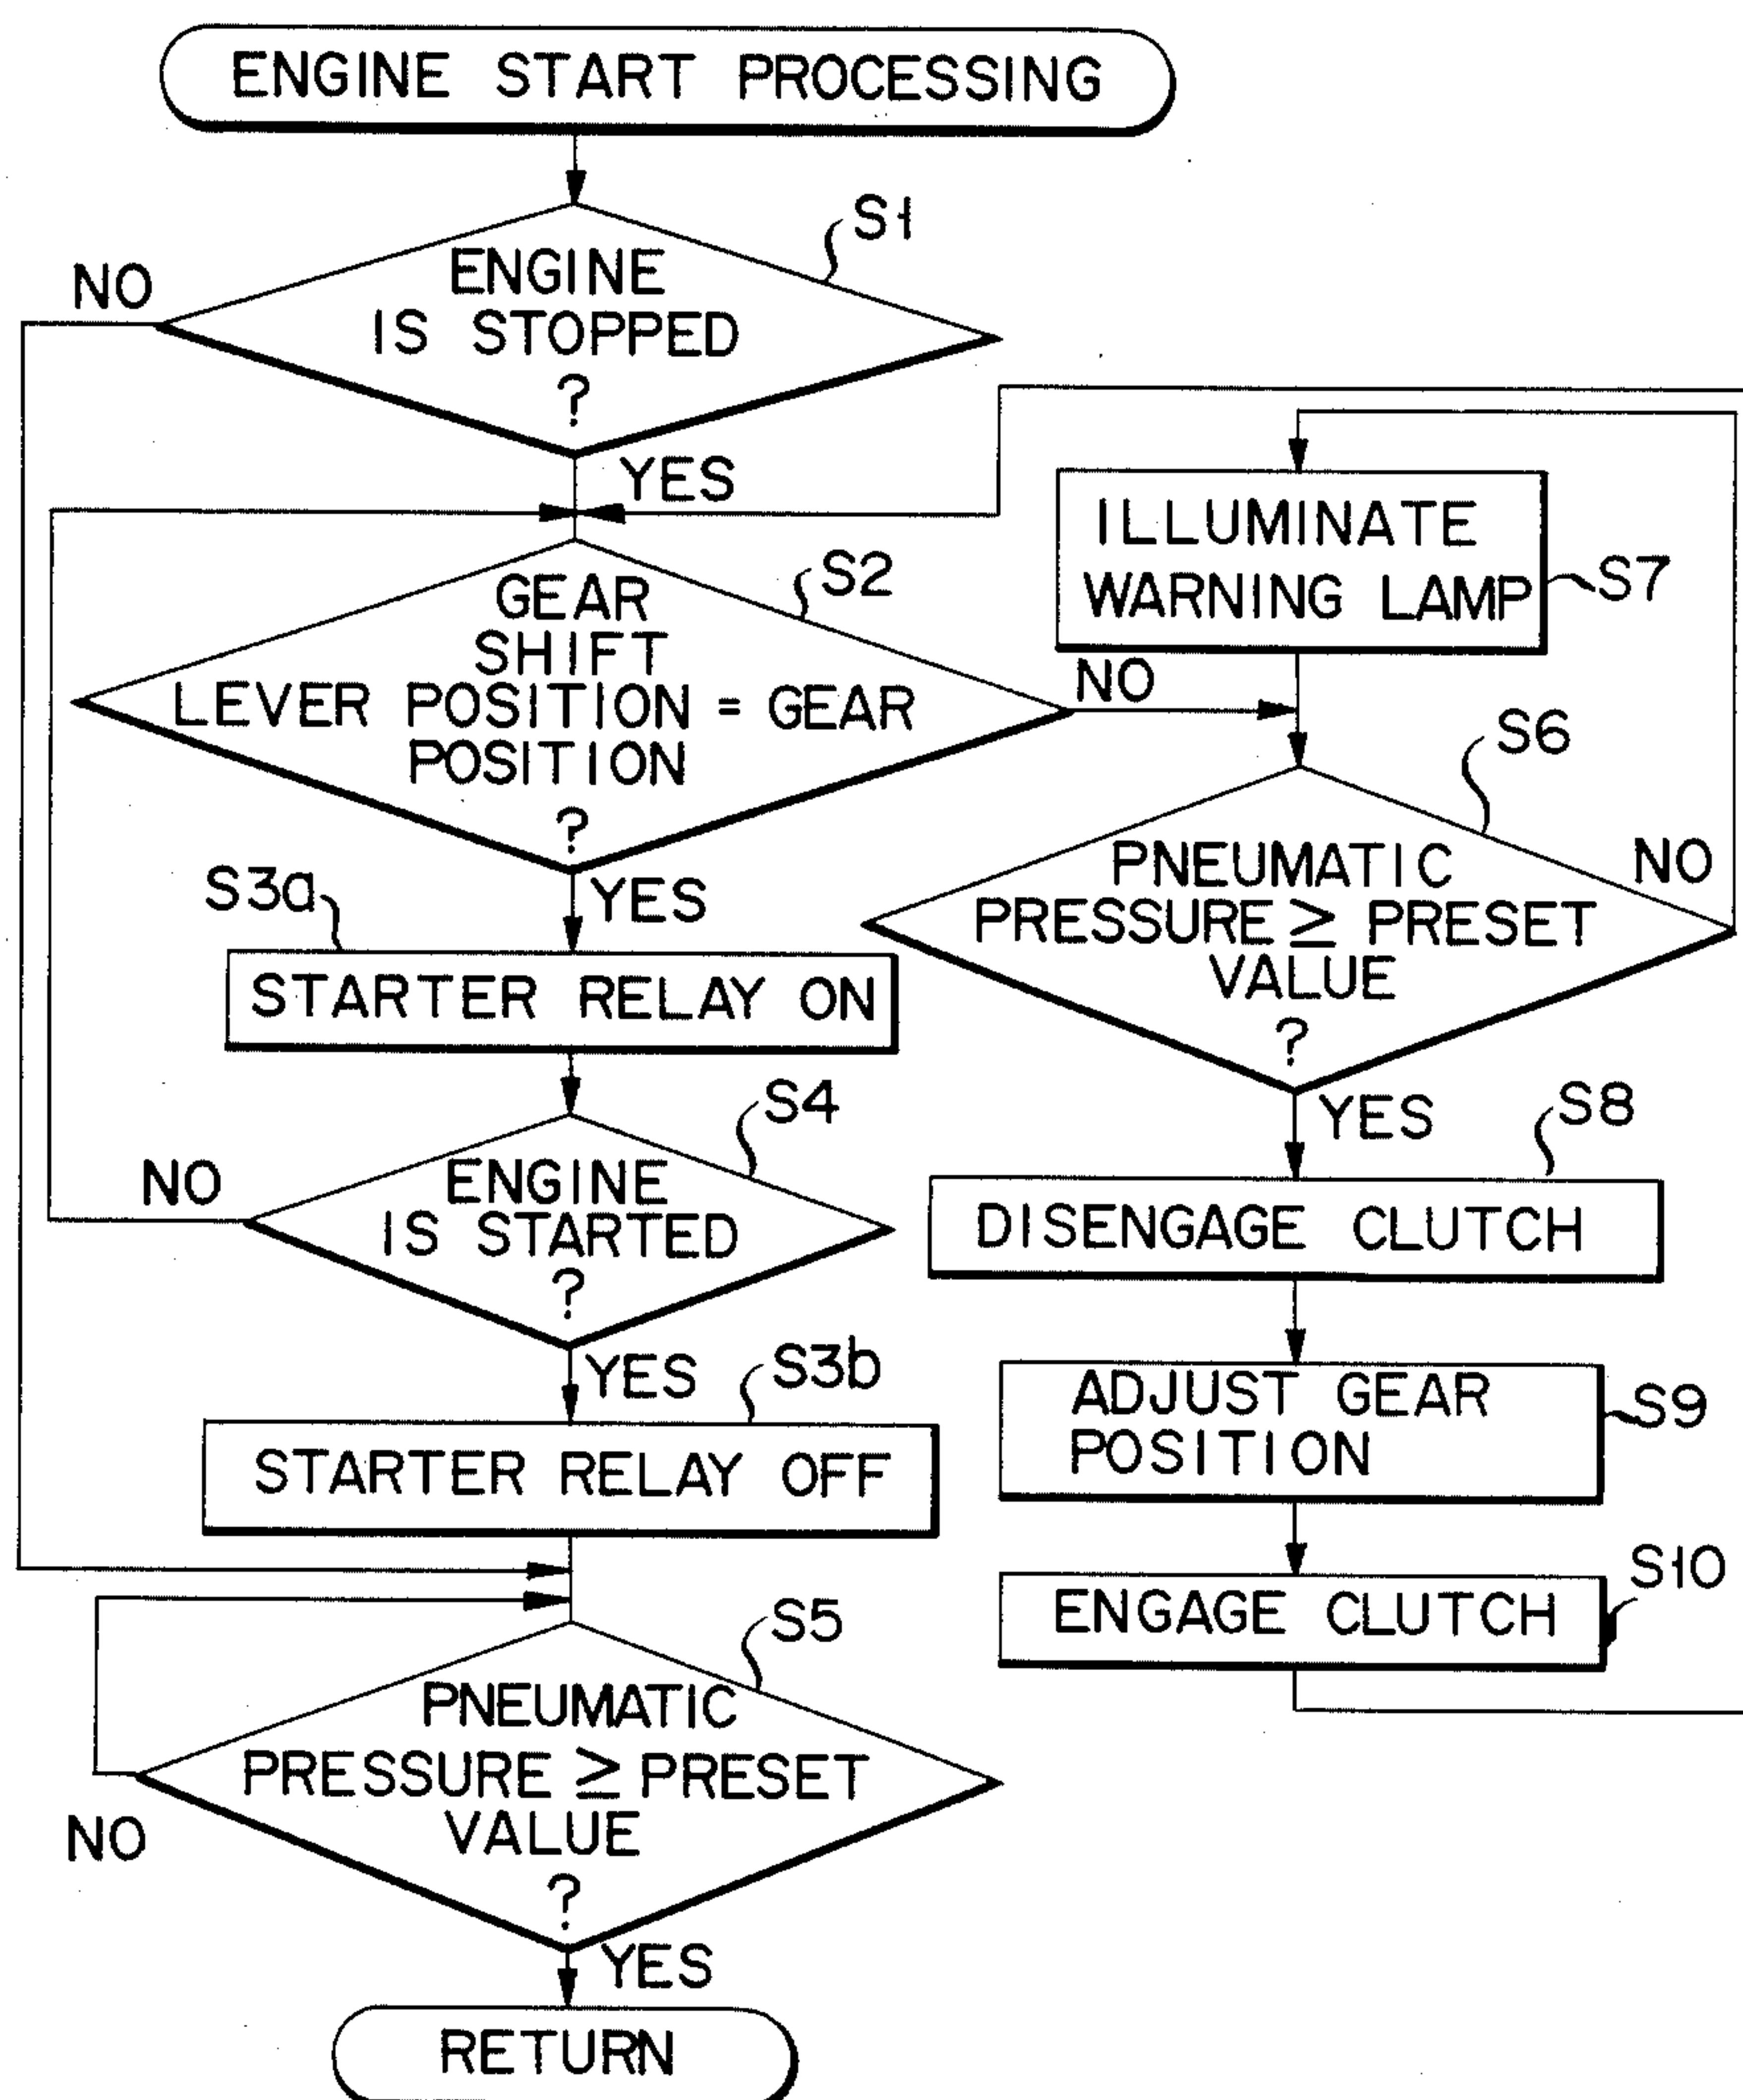 ENGINE START PROCESSING
S1
NO
ENGINE
IS STOPPED
?
YES
S2
GEAR
SHIFT
LEVER POSITION = GEAR
POSITION
?
NO
YES
S3a
STARTER RELAY ON
S4
ENGINE
IS STARTED
?
NO
YES
S3b
STARTER RELAY OFF
S5
PNEUMATIC
PRESSURE ≥ PRESET
VALUE
?
NO
YES
RETURN
ILLUMINATE
WARNING LAMP
S7
S6
PNEUMATIC
PRESSURE ≥ PRESET
VALUE
?
NO
YES
S8
DISENGAGE CLUTCH
ADJUST GEAR
POSITION
S9
S10
ENGAGE CLUTCH